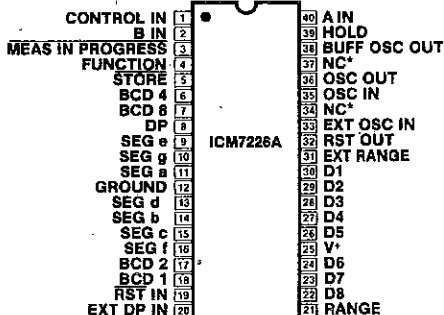 CONTROL IN 1 40 A IN
B IN 2 39 HOLD
MEAS IN PROGRESS 3 38 BUFF OSC OUT
FUNCTION 4 37 NC*
STORE 5 36 OSC OUT
BCD 4 6 35 OSC IN
BCD 8 7 34 NC*
DP 8 33 EXT OSC IN
SEG e 9 ICM7226A 32 RST OUT
SEG g 10 31 EXT RANGE
SEG a 11 30 D1
GROUND 12 29 D2
SEG d 13 28 D3
SEG b 14 27 D4
SEG c 15 26 D5
SEG f 16 25 V+
BCD 2 17 24 D6
BCD 1 18 23 D7
RST IN 19 22 D8
EXT DP IN 20 21 RANGE